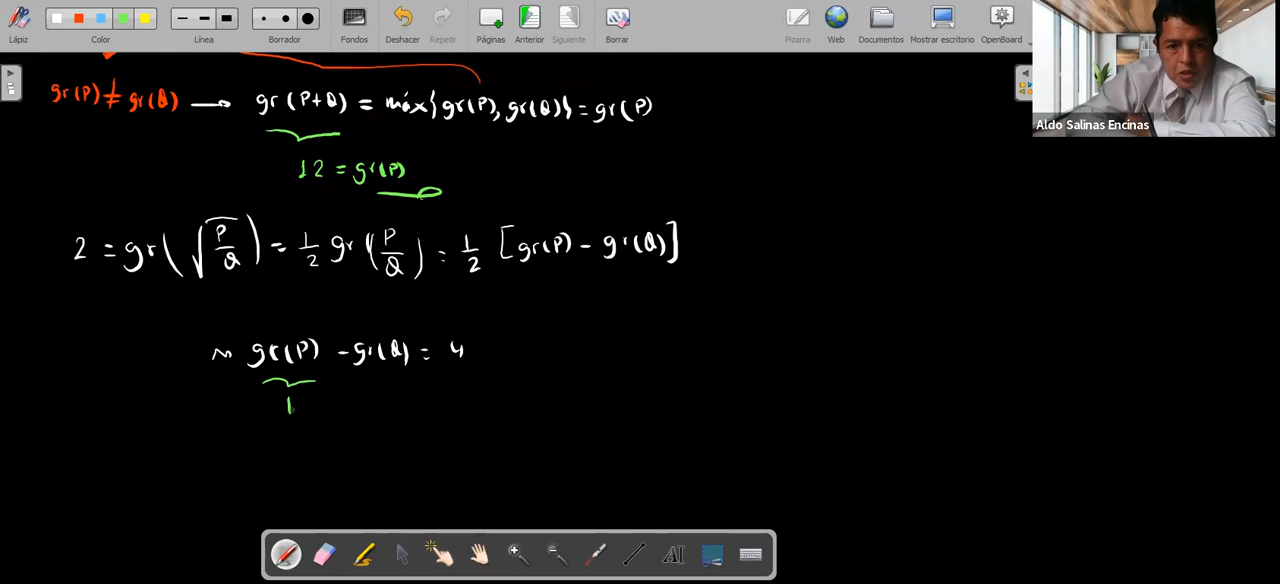 Lápiz Color Línea Borrador Fondos Deshacer Repetir Páginas Anterior Siguiente Borrar Pizarra Web Documentos Mostrar escritorio OpenBoard
Aldo Salinas Encinas
gr(P) ≠ gr(Q) → gr(P+Q) = máx{gr(P), gr(Q)} = gr(P)
12 = gr(P)
2 = gr(√(P/Q)) = 1/2 gr(P/Q) = 1/2 [gr(P) - gr(Q)]
~ gr(P) - gr(Q) = 4
1
AI